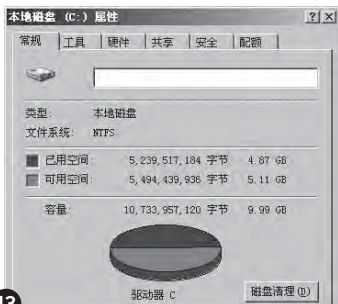 本地磁盘 (C:) 属性
常规 工具 硬件 共享 安全 配额
类型: 本地磁盘
文件系统: NTFS
已用空间: 5,239,517,184 字节 4.87 GB
可用空间: 5,494,439,936 字节 5.11 GB
容量: 10,733,957,120 字节 9.99 GB
驱动器 C 磁盘清理(D)